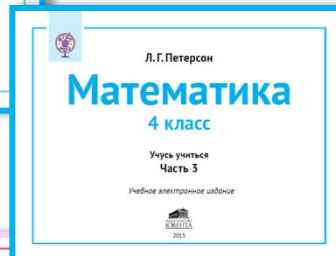 Л. Г. Петерсон
Математика
4 класс
Учусь учиться
Часть 3
Учебное электронное издание
ЮВЕНТА
2015